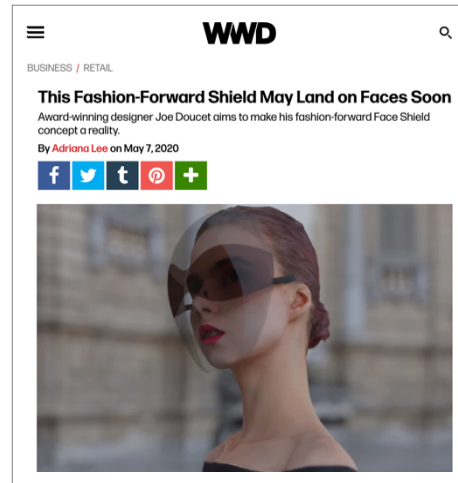 WWD
BUSINESS / RETAIL
This Fashion-Forward Shield May Land on Faces Soon
Award-winning designer Joe Doucet aims to make his fashion-forward Face Shield
concept a reality.
By Adriana Lee on May 7, 2020